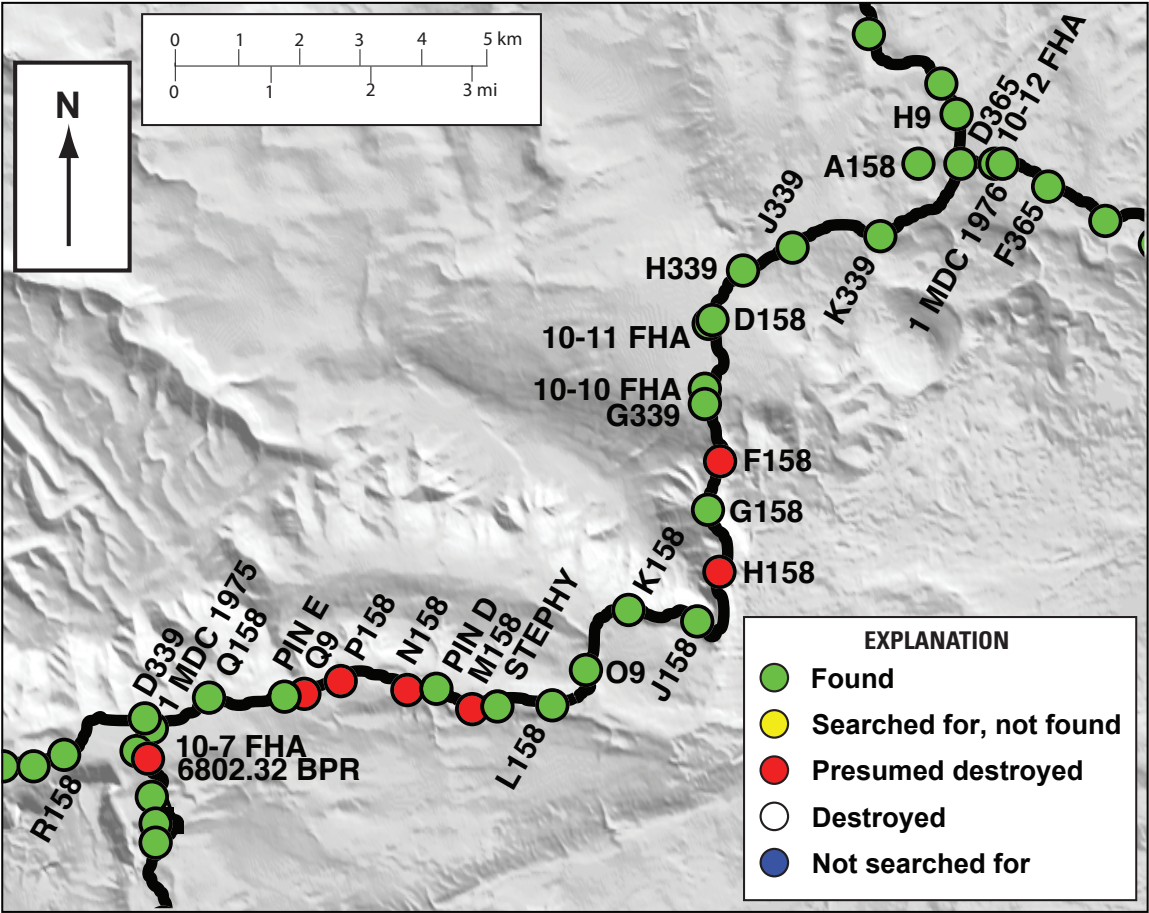 0 1 2 3 4 5 km
0 1 2 3 mi
N
H9
D365
10-12 FHA
A158
J339
1 MDC 1976
F365
H339
K339
D158
10-11 FHA
10-10 FHA
G339
F158
G158
K158
H158
J158
O9
STEPHY
M158
PIN D
N158
P158
Q9
PIN E
Q158
1 MDC 1975
D339
L158
10-7 FHA
6802.32 BPR
R158
EXPLANATION
Found
Searched for, not found
Presumed destroyed
Destroyed
Not searched for